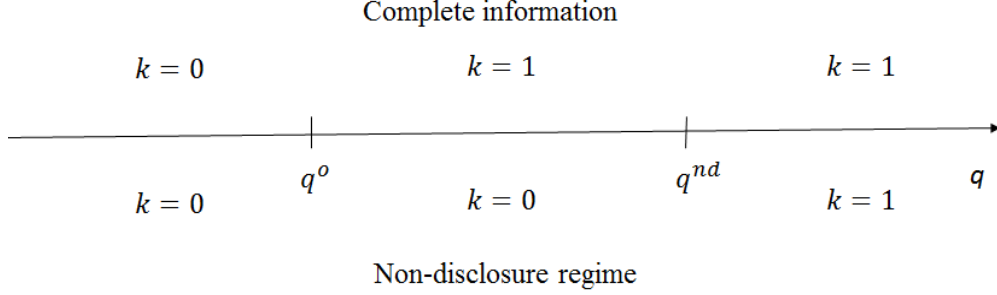 Complete information
k = 0 k = 1 k = 1
q^o q^nd q
k = 0 k = 0 k = 1
Non-disclosure regime